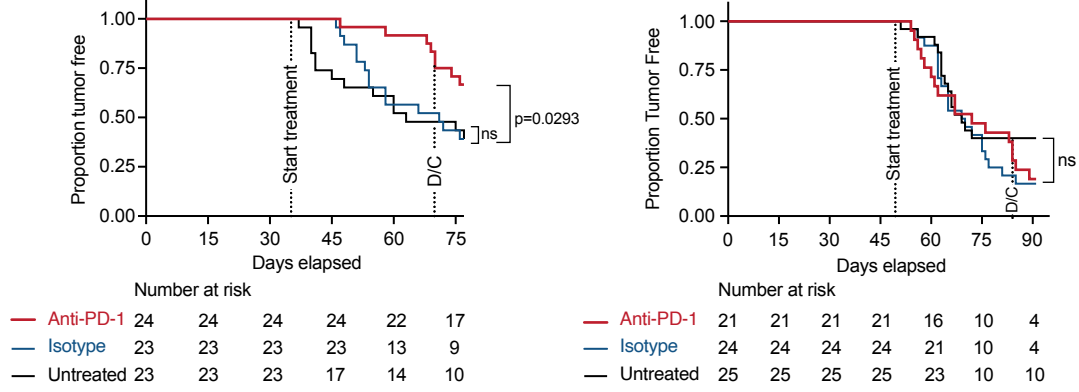 Proportion tumor free
1.00
0.75
0.50
0.25
0.00
Start treatment
D/C
ns
p=0.0293
0 15 30 45 60 75
Days elapsed
Number at risk
Anti-PD-1 24 24 24 24 22 17
Isotype 23 23 23 23 13 9
Untreated 23 23 23 17 14 10
Proportion Tumor Free
1.00
0.75
0.50
0.25
0.00
Start treatment
D/C
ns
0 15 30 45 60 75 90
Days elapsed
Number at risk
Anti-PD-1 21 21 21 21 16 10 4
Isotype 24 24 24 24 21 10 4
Untreated 25 25 25 25 23 10 10